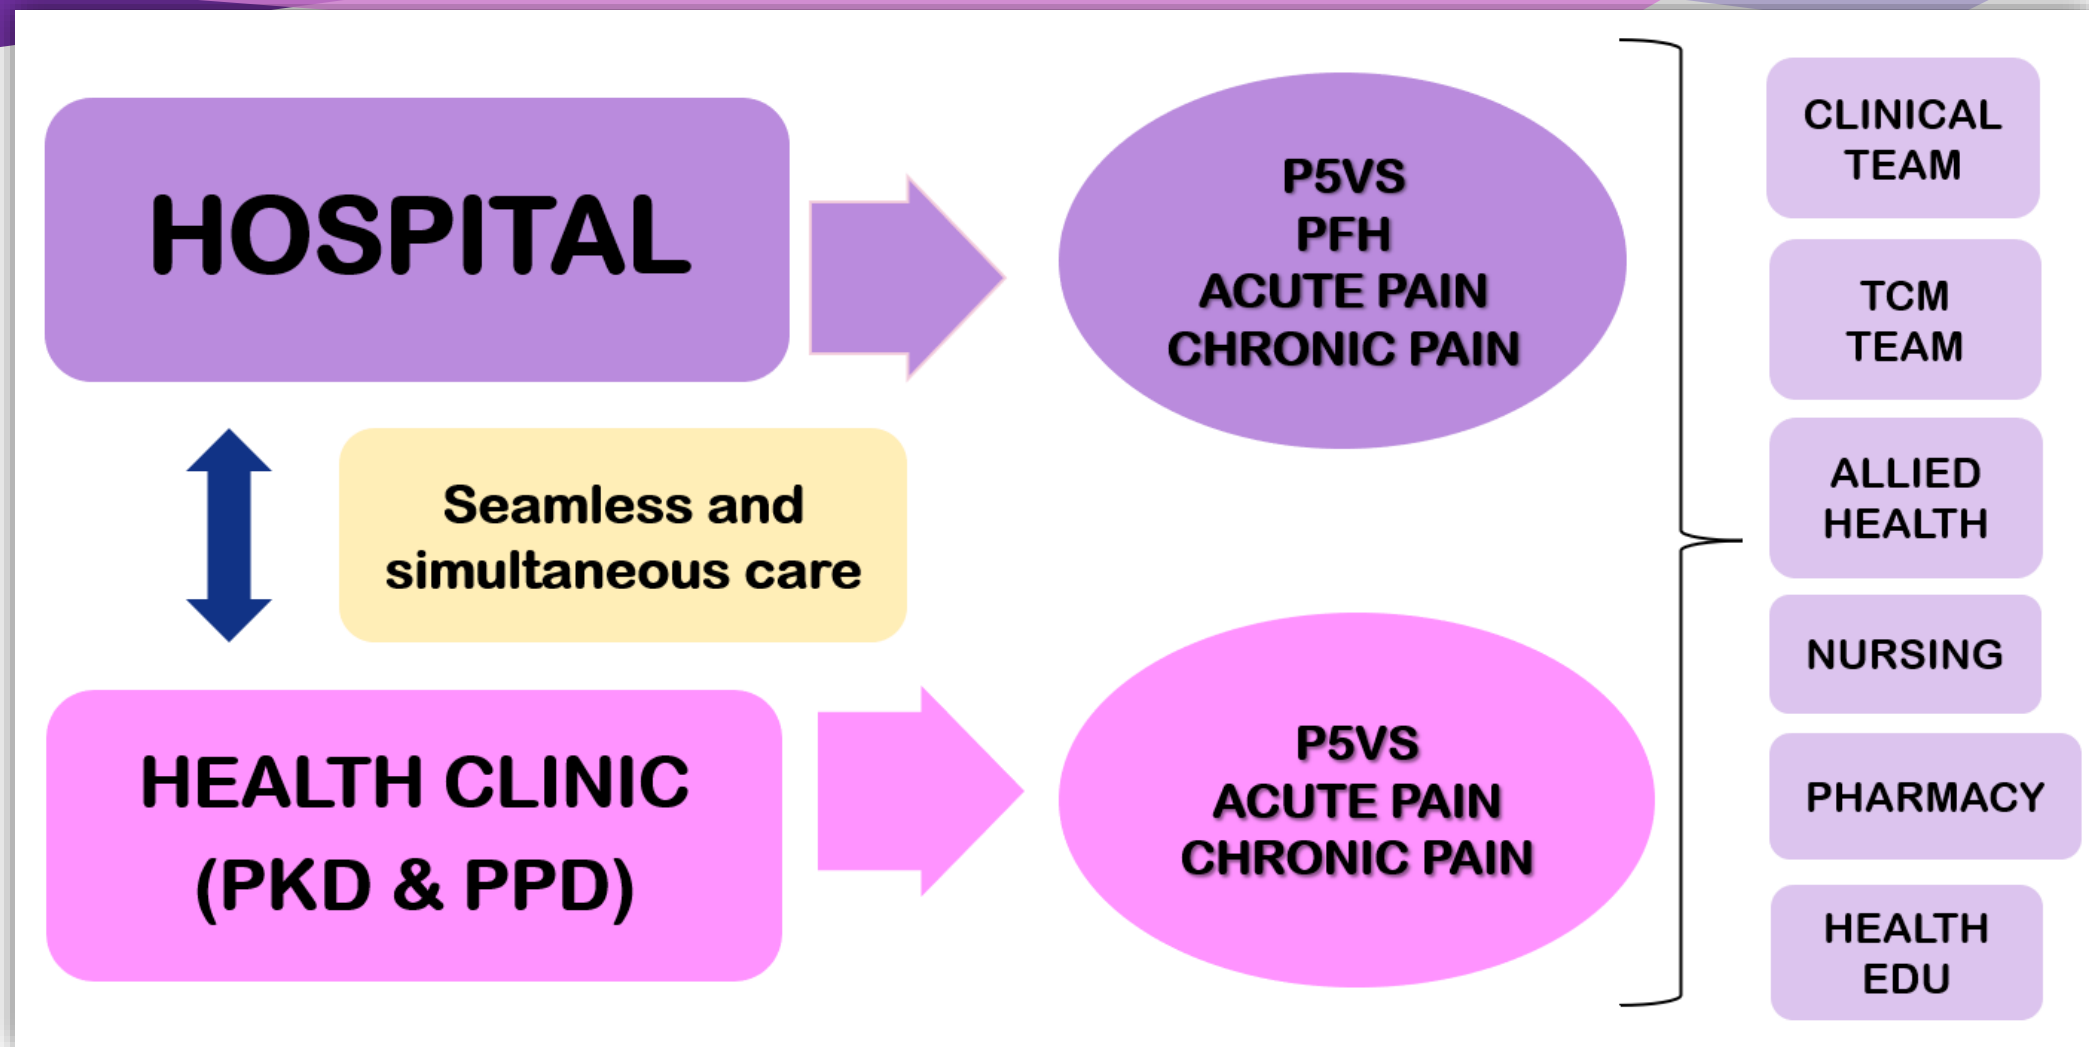 HOSPITAL
P5VS
PFH
ACUTE PAIN
CHRONIC PAIN
Seamless and
simultaneous care
HEALTH CLINIC
(PKD & PPD)
P5VS
ACUTE PAIN
CHRONIC PAIN
CLINICAL
TEAM
TCM
TEAM
ALLIED
HEALTH
NURSING
PHARMACY
HEALTH
EDU